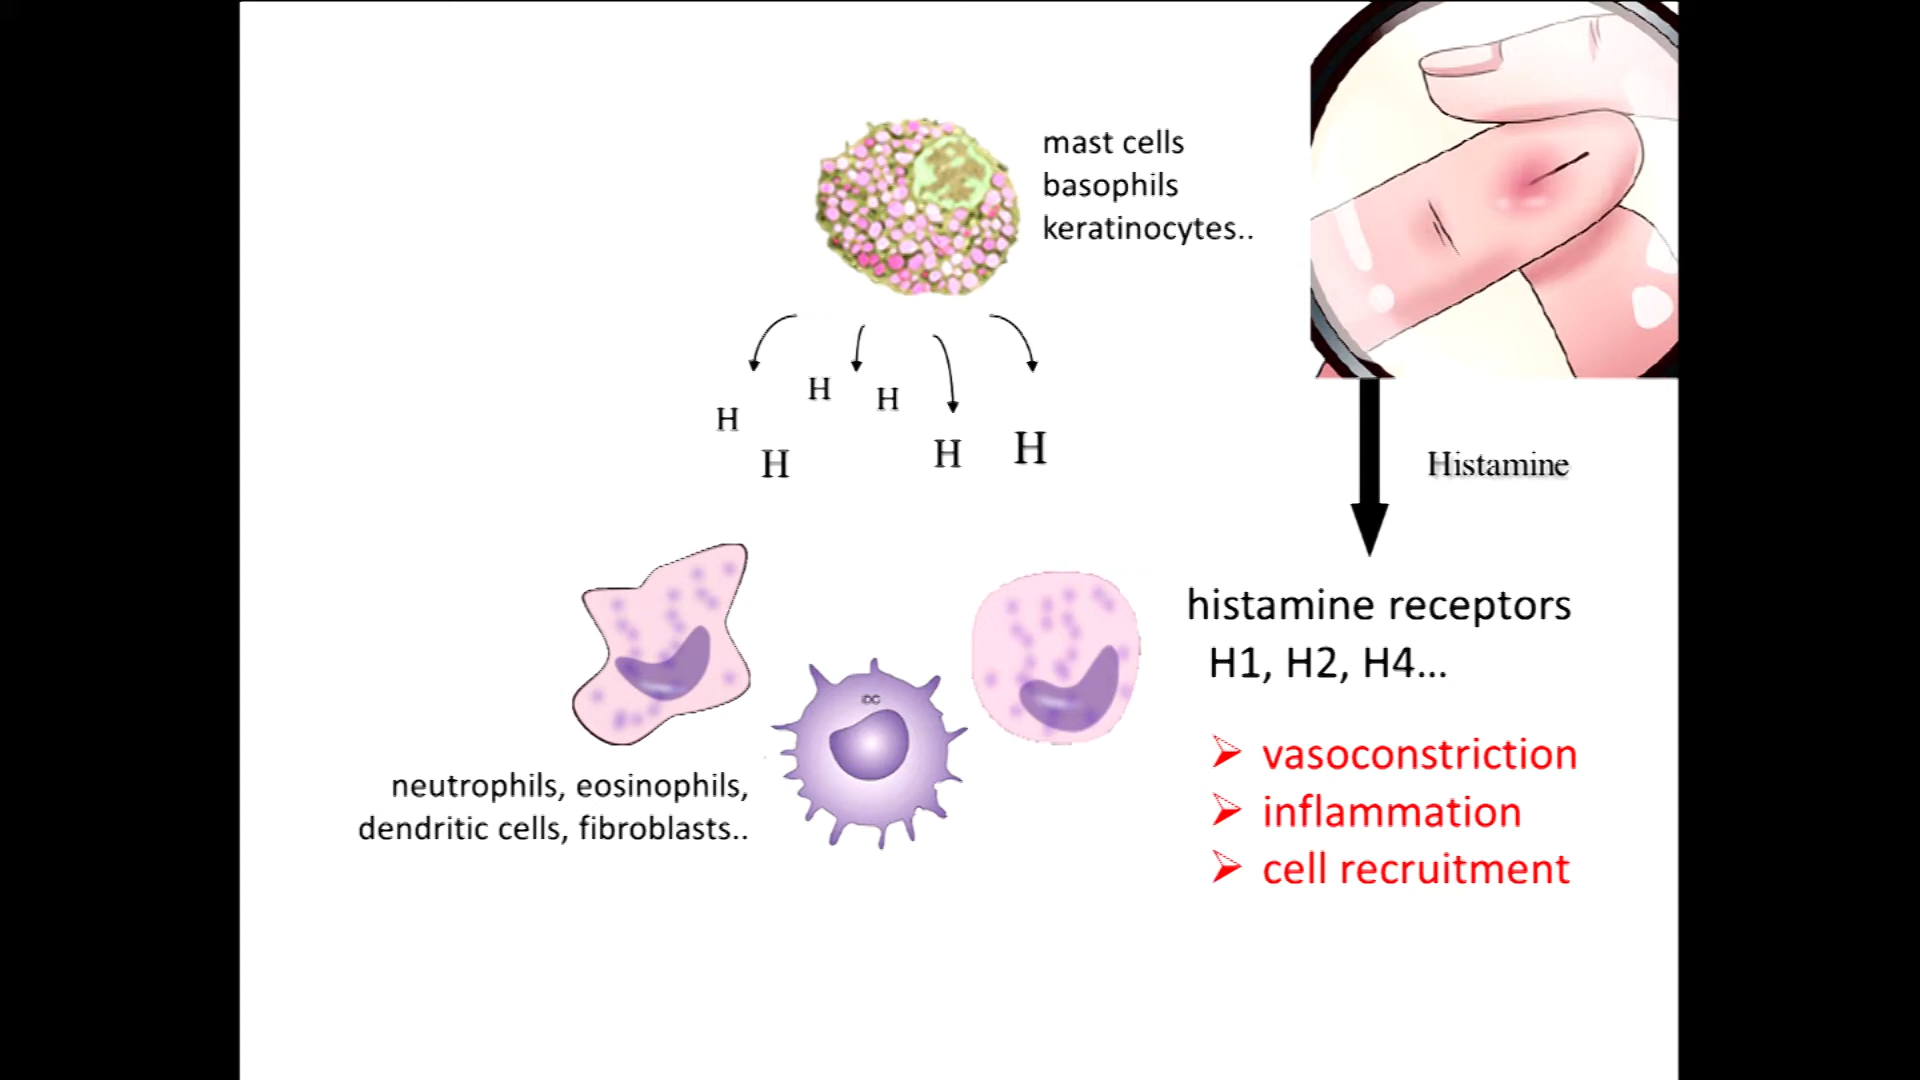 mast cells
basophils
keratinocytes..
H
H
H
H
H
H
Histamine
histamine receptors
H1, H2, H4...
DC
neutrophils, eosinophils,
dendritic cells, fibroblasts..
vasoconstriction
inflammation
cell recruitment